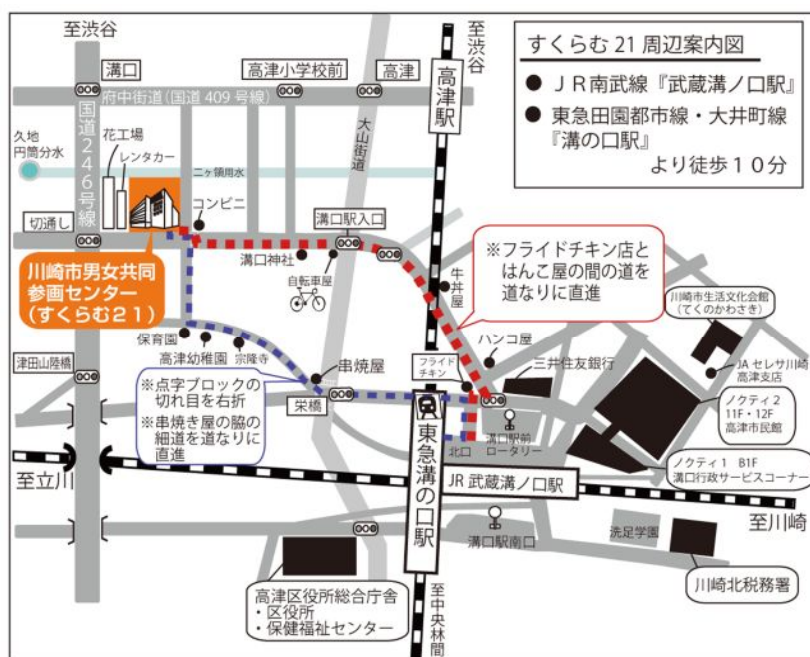 至渋谷
溝口
高津小学校前
高津
至渋谷
高津駅
府中街道(国道409号線)
国道246号線
大山街道
久地
円筒分水
花工場
レンタカー
二ヶ領用水
コンビニ
切通し
溝口駅入口
川崎市男女共同
参画センター
(すくらむ21)
溝口神社
自転車屋
牛丼屋
すくらむ21周辺案内図
● JR南武線『武蔵溝ノ口駅』
● 東急田園都市線・大井町線
『溝の口駅』
より徒歩10分
※フライドチキン店と
はんこ屋の間の道を
道なりに直進
川崎市生活文化会館
(てくのかわさき)
保育園
高津幼稚園
宗隆寺
串焼屋
フライド
チキン
ハンコ屋
三井住友銀行
JAセレサ川崎
高津支店
津田山陸橋
※点字ブロックの
切れ目を右折
※串焼き屋の脇の
細道を道なりに
直進
栄橋
ノクティ2
11F・12F
高津市民館
溝口駅前
ロータリー
北口
東急溝の口駅
ノクティ1 B1F
溝口行政サービスコーナー
至立川
JR武蔵溝ノ口駅
至川崎
溝口駅南口
洗足学園
川崎北税務署
高津区役所総合庁舎
・区役所
・保健福祉センター
至中央林間